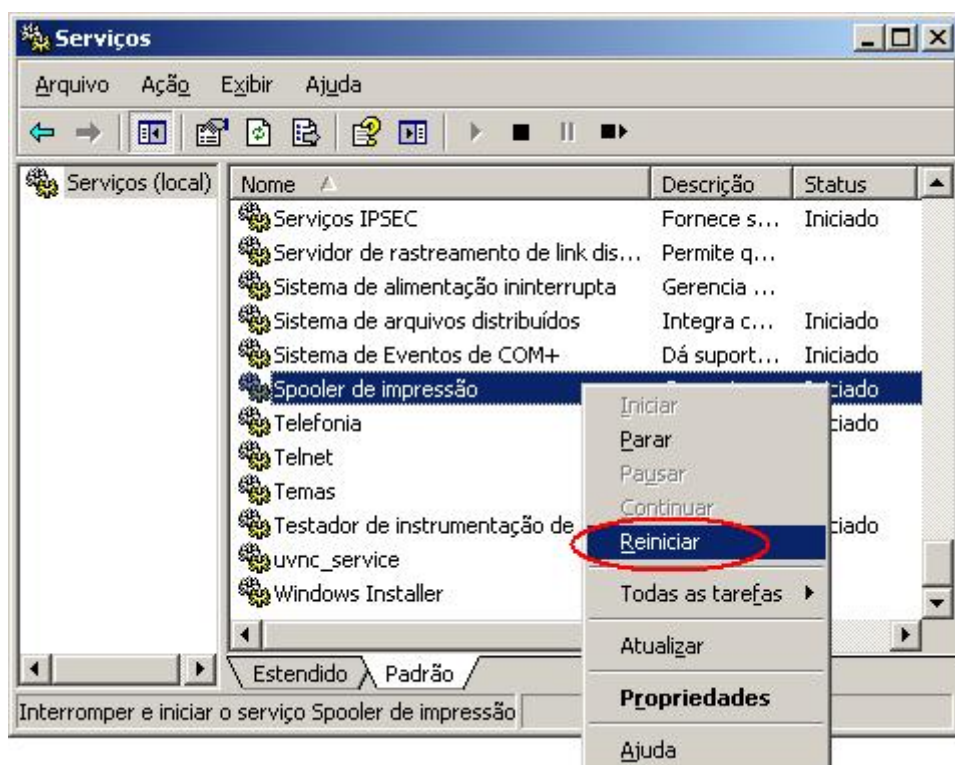 Serviços
Arquivo Ação Exibir Ajuda
Serviços (local)
Nome Descrição Status
Serviços IPSEC Fornece s... Iniciado
Servidor de rastreamento de link dis... Permite q...
Sistema de alimentação ininterrupta Gerencia ...
Sistema de arquivos distribuídos Integra c... Iniciado
Sistema de Eventos de COM+ Dá suport... Iniciado
Spooler de impressão
Telefonia
Telnet
Temas
Testador de instrumentação de
uvnc_service
Windows Installer
Iniciar
Parar
Pausar
Continuar
Reiniciar
Todas as tarefas
Atualizar
Propriedades
Ajuda
Estendido Padrão
Interromper e iniciar o serviço Spooler de impressão